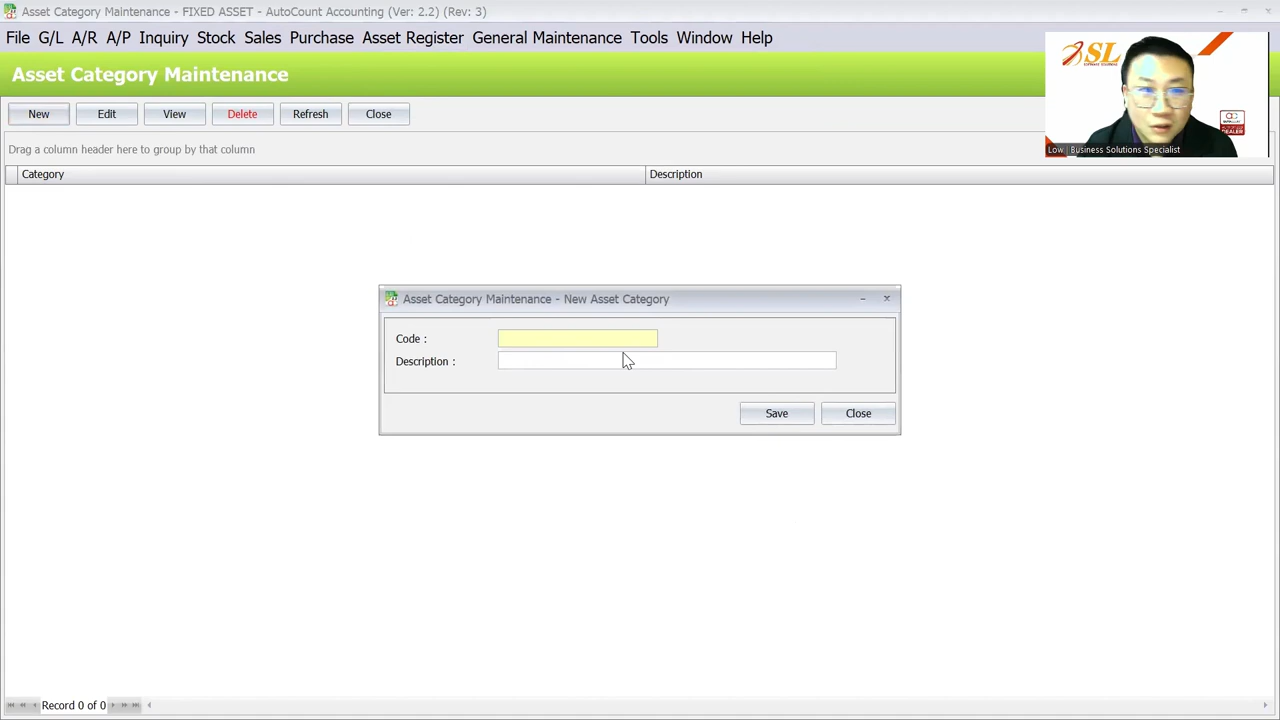 Asset Category Maintenance - FIXED ASSET - AutoCount Accounting (Ver: 2.2) (Rev: 3)
File G/L A/R A/P Inquiry Stock Sales Purchase Asset Register General Maintenance Tools Window Help
Asset Category Maintenance
SL
New Edit View Delete Refresh Close
Drag a column header here to group by that column
Low | Business Solutions Specialist
Category Description
Asset Category Maintenance - New Asset Category
Code :
Description :
Save Close
Record 0 of 0